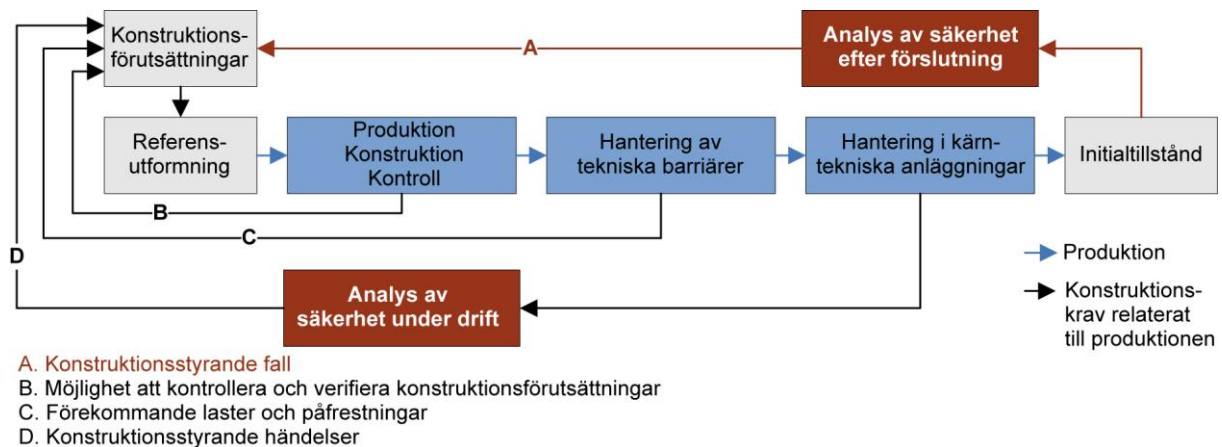 Konstruktions-
förutsättningar
A
Analys av säkerhet
efter förslutning
Referens-
utformning
Produktion
Konstruktion
Kontroll
Hantering av
tekniska barriärer
Hantering i kärn-
tekniska anläggningar
Initialtillstånd
B
C
D
Analys av
säkerhet under drift
Produktion
Konstruktions-
krav relaterat
till produktionen
A. Konstruktionsstyrande fall
B. Möjlighet att kontrollera och verifiera konstruktionsförutsättningar
C. Förekommande laster och påfrestningar
D. Konstruktionsstyrande händelser